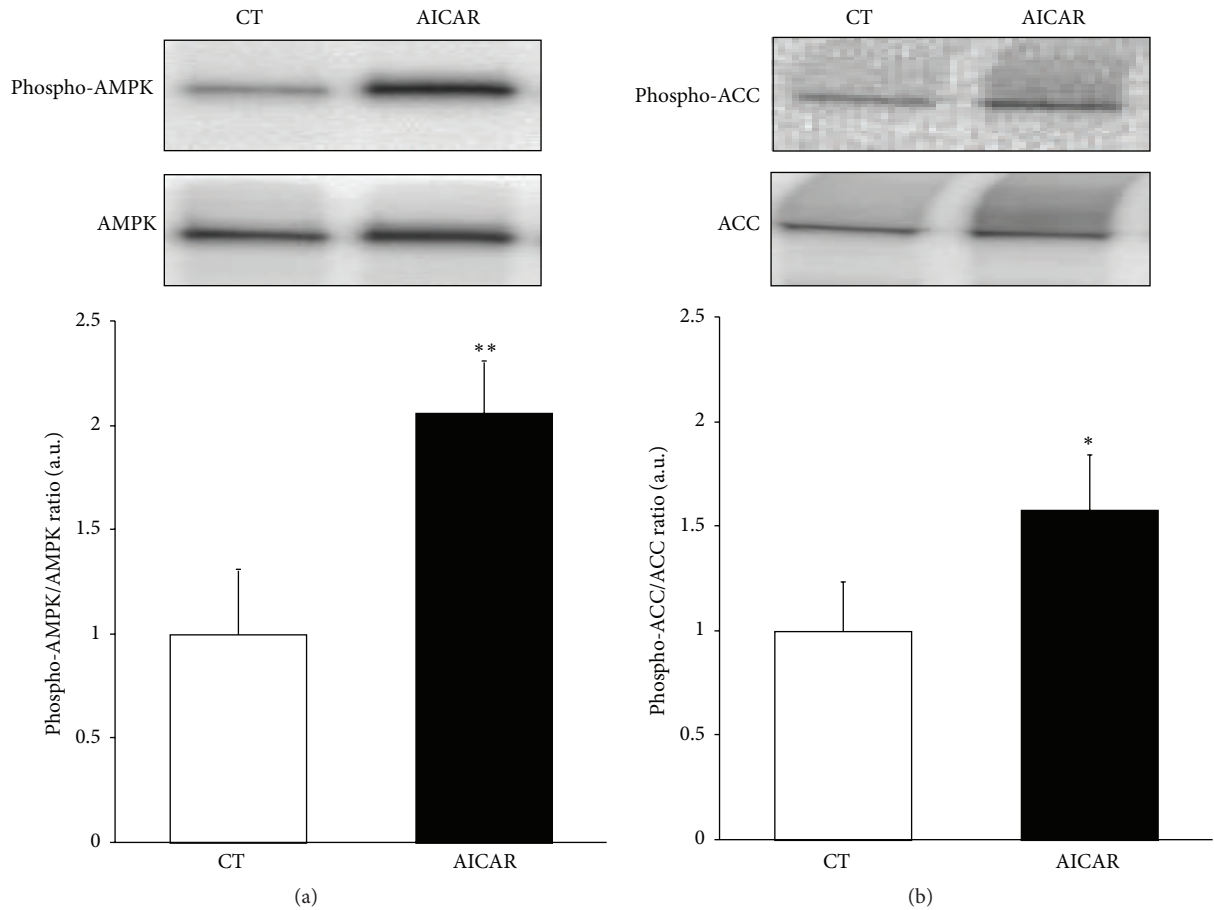 CT AICAR
Phospho-AMPK
AMPK
2.5
2
1.5
1
0.5
0
Phospho-AMPK/AMPK ratio (a.u.)
**
CT AICAR
(a)
CT AICAR
Phospho-ACC
ACC
2.5
2
1.5
1
0.5
0
Phospho-ACC/ACC ratio (a.u.)
*
CT AICAR
(b)